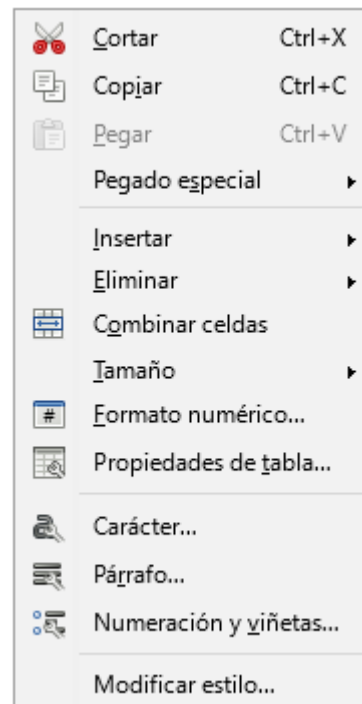 Cortar Ctrl+X
Copiar Ctrl+C
Pegar Ctrl+V
Pegado especial
Insertar
Eliminar
Combinar celdas
Tamaño
# Formato numérico...
Propiedades de tabla...
Carácter...
Párrafo...
Numeración y viñetas...
Modificar estilo...